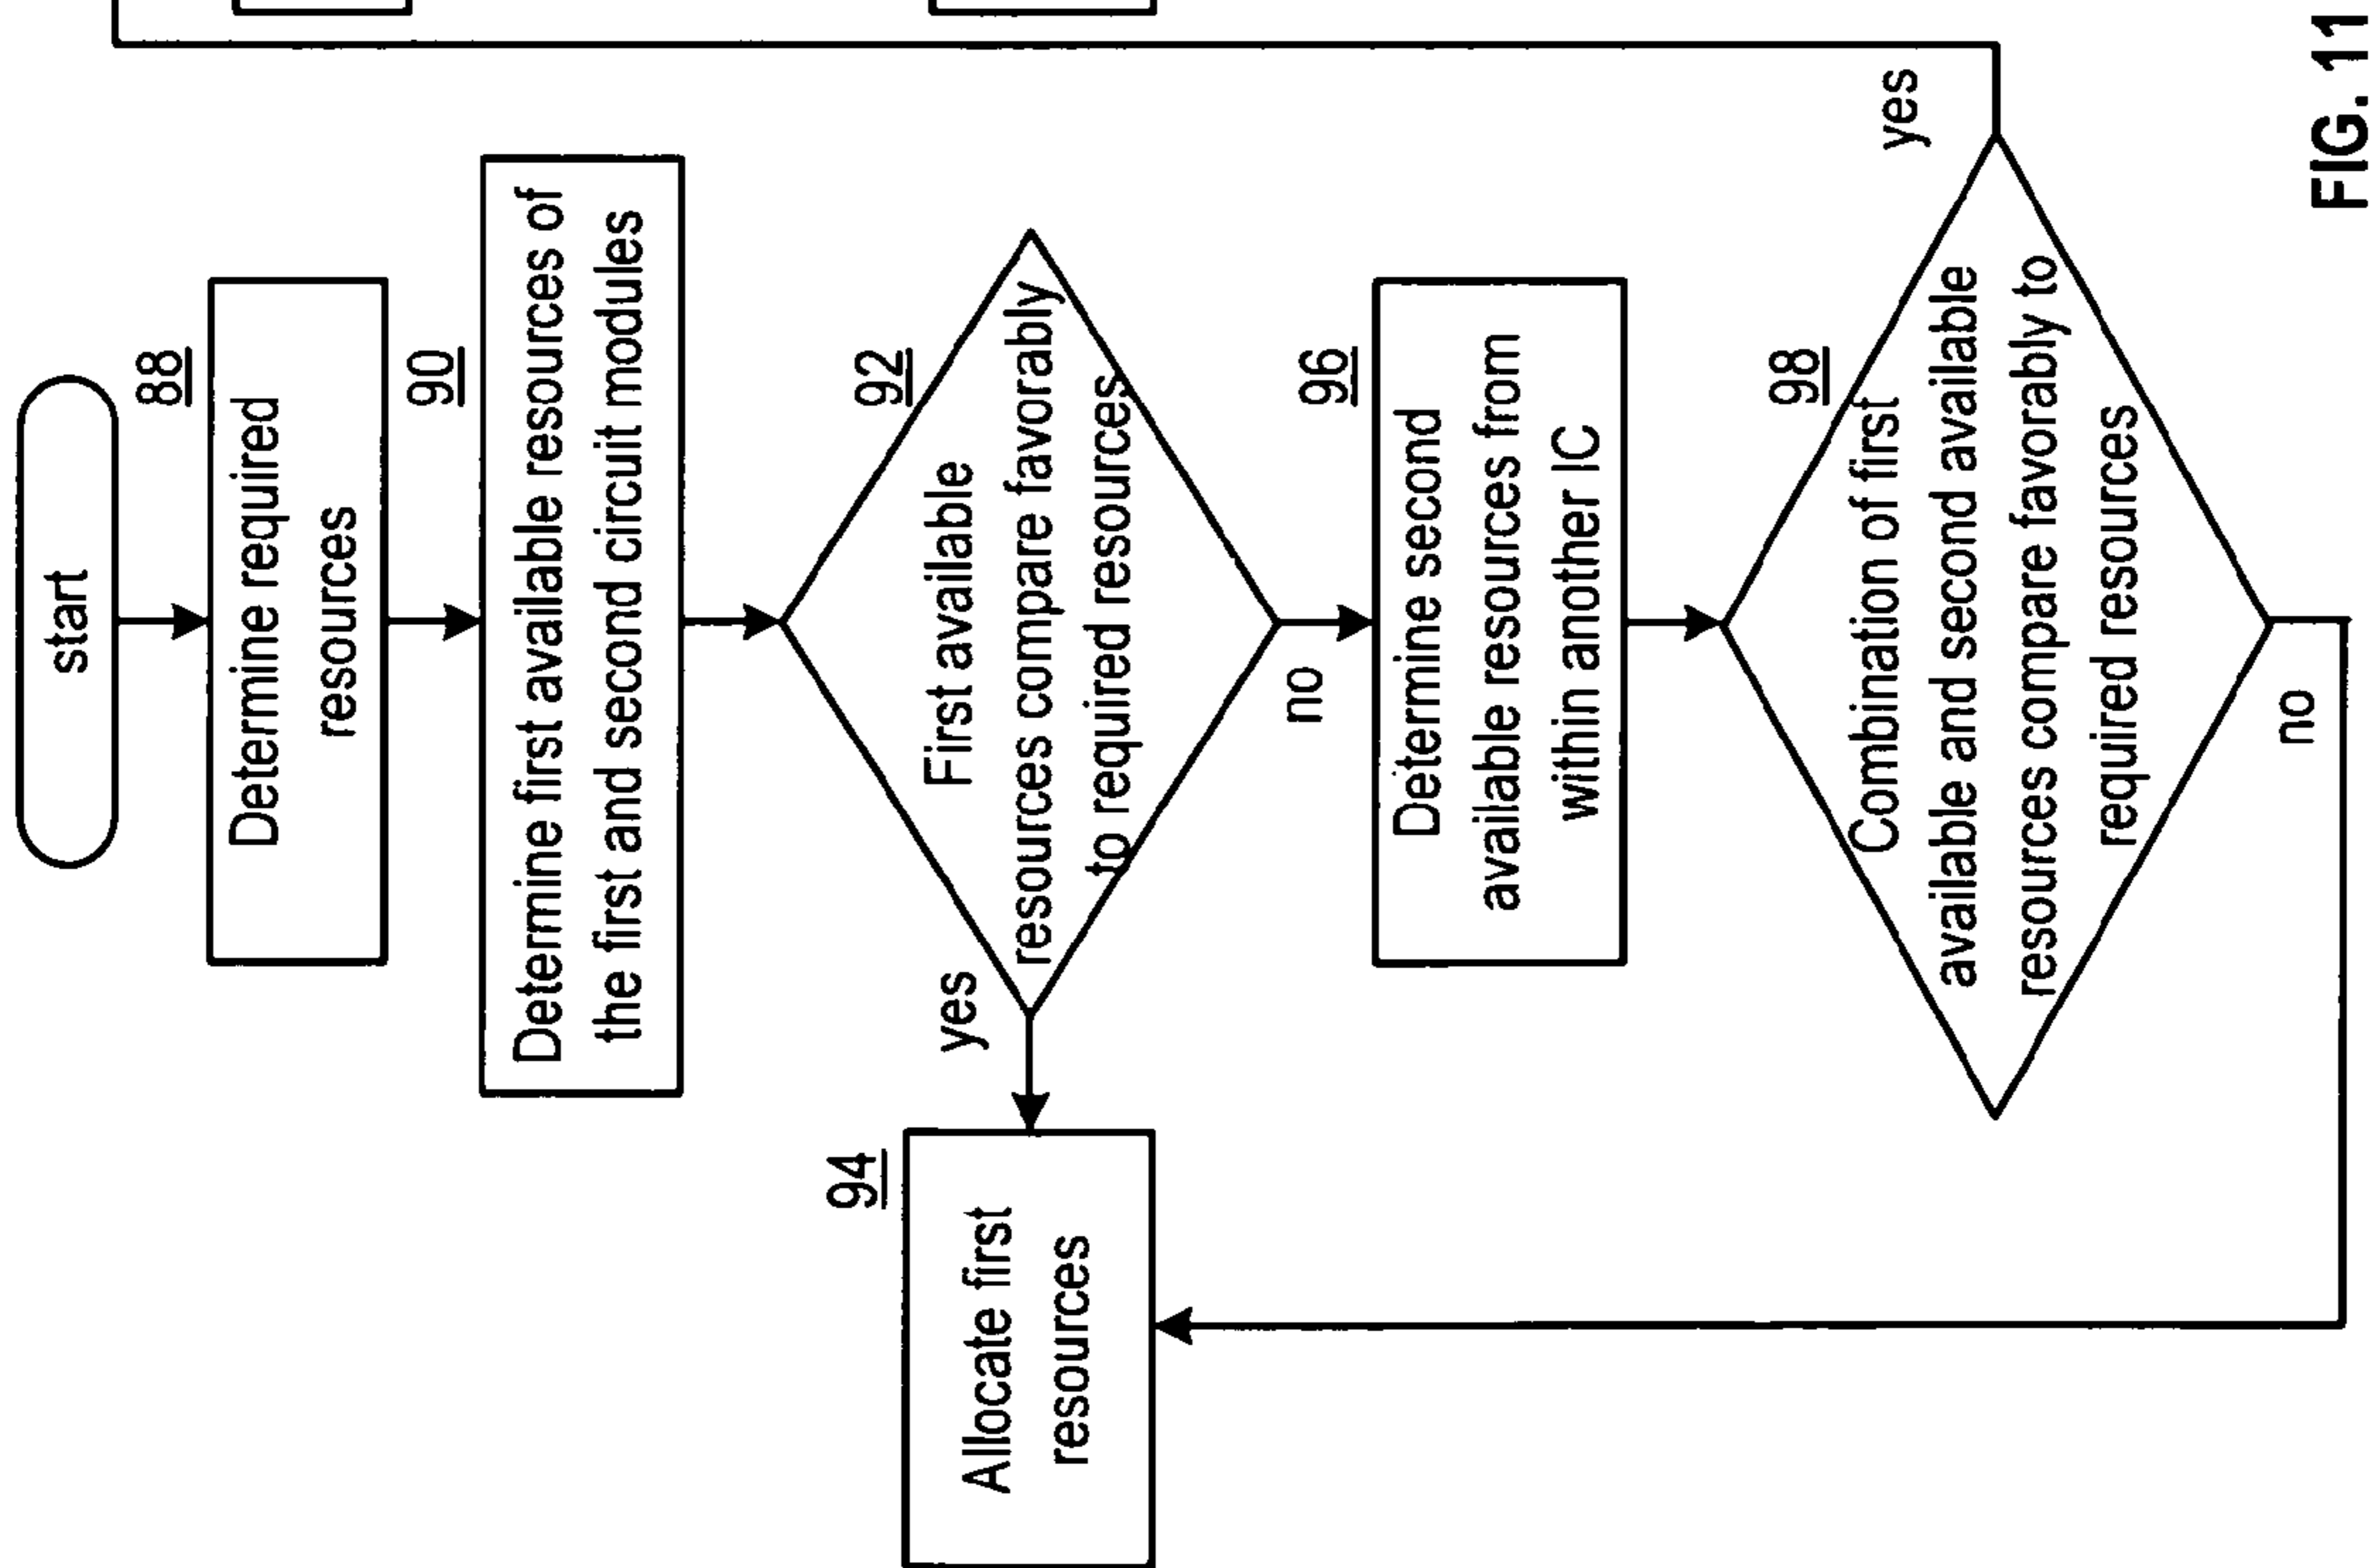 start
88
Determine required
resources
90
Determine first available resources of
the first and second circuit modules
92
First available
resources compare favorably
to required resources
yes
no
94
Allocate first
resources
96
Determine second
available resources from
within another IC
98
Combination of first
available and second available
resources compare favorably to
required resources
yes
no
FIG. 11